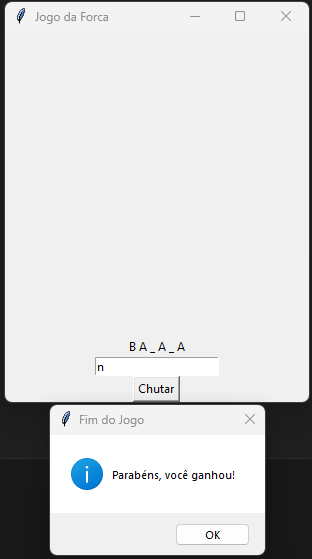 Jogo da Forca
B A _ A _ A
n
Chutar
Fim do Jogo
Parabéns, você ganhou!
OK